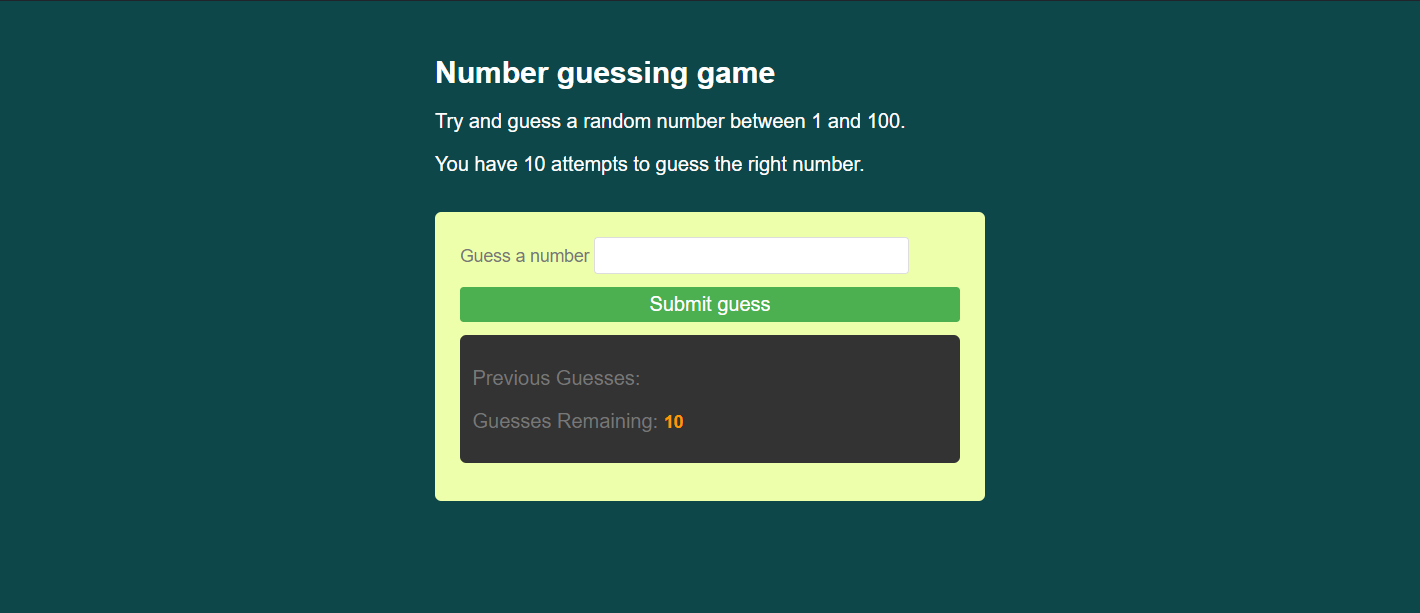 Number guessing game
Try and guess a random number between 1 and 100.
You have 10 attempts to guess the right number.
Guess a number
Submit guess
Previous Guesses:
Guesses Remaining: 10